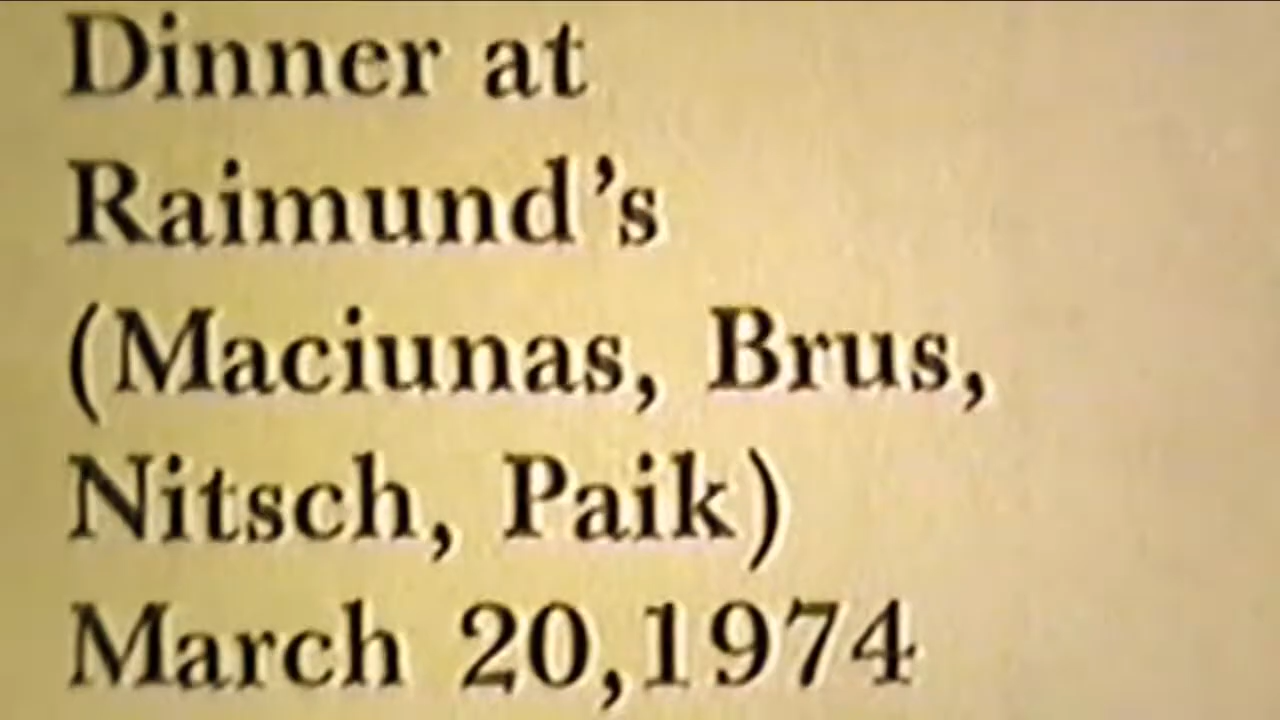 Dinner at
Raimund’s
(Maciunas, Brus,
Nitsch, Paik)
March 20,1974